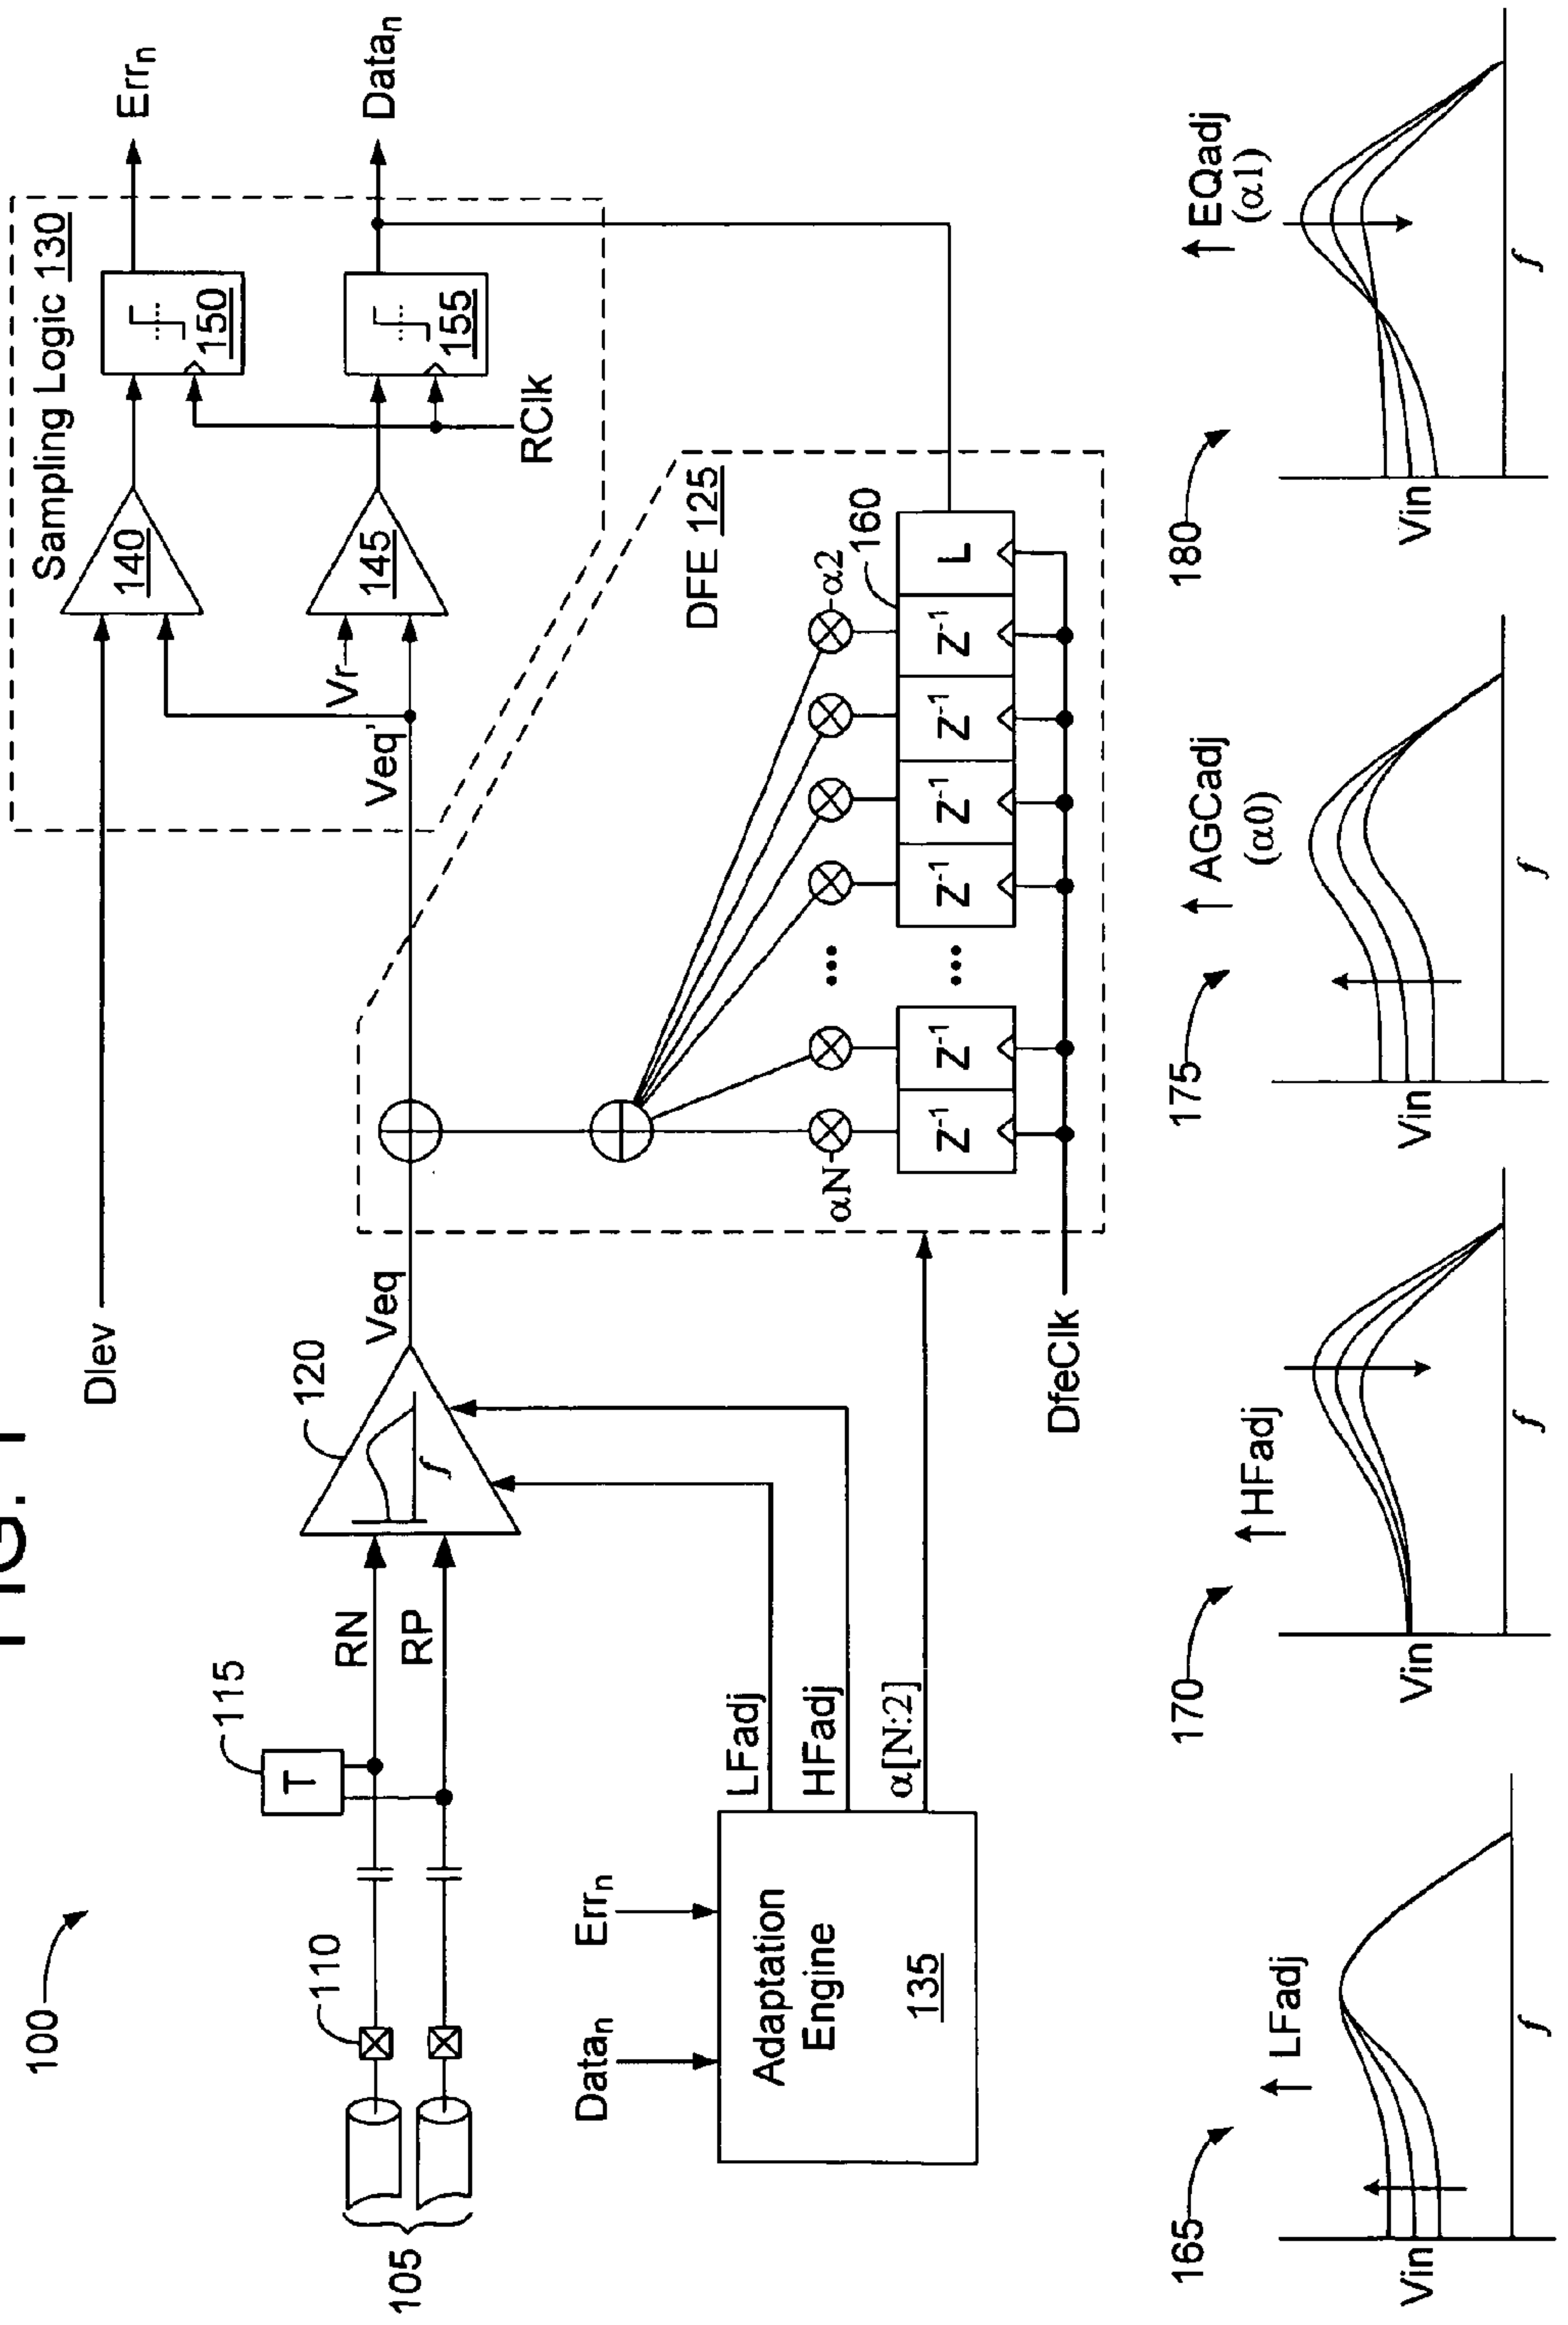 FIG. 1
100
105
110
115
T
RN
RP
120
f
Veq
Dlev
Veq'
Vr
Sampling Logic 130
140
145
150
155
RClk
Errn
Datan
Datan
Errn
Adaptation
Engine
135
LFadj
HFadj
α[N:2]
DfeClk
DFE 125
160
αN
α2
...
...
Z-1
Z-1
Z-1
Z-1
Z-1
Z-1
L
165
↑ LFadj
Vin
f
170
↑HFadj
Vin
f
175
↑ AGCadj
(α0)
Vin
f
180
↑ EQadj
(α1)
Vin
f